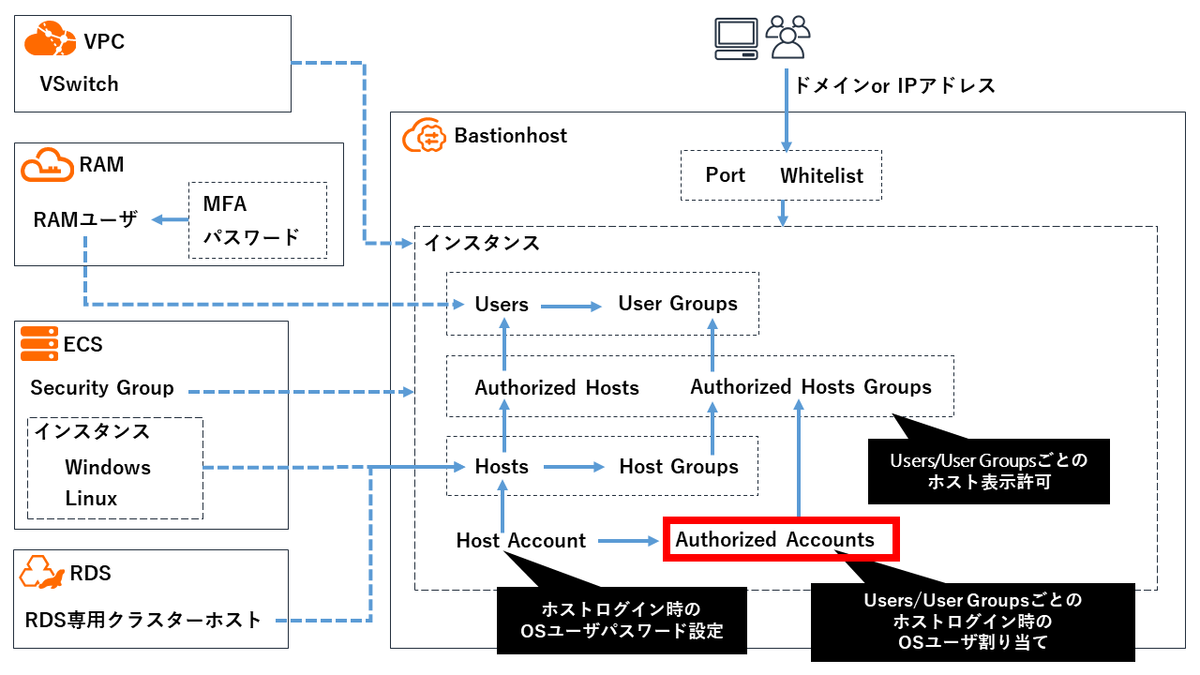 VPC
VSwitch
RAM
RAMユーザ
MFA
パスワード
ECS
Security Group
インスタンス
Windows
Linux
RDS
RDS専用クラスターホスト
ドメインor IPアドレス
Bastionhost
Port Whitelist
インスタンス
Users User Groups
Authorized Hosts Authorized Hosts Groups
Users/User Groupsごとの
ホスト表示許可
Hosts Host Groups
Host Account Authorized Accounts
ホストログイン時の
OSユーザパスワード設定
Users/User Groupsごとの
ホストログイン時の
OSユーザ割り当て